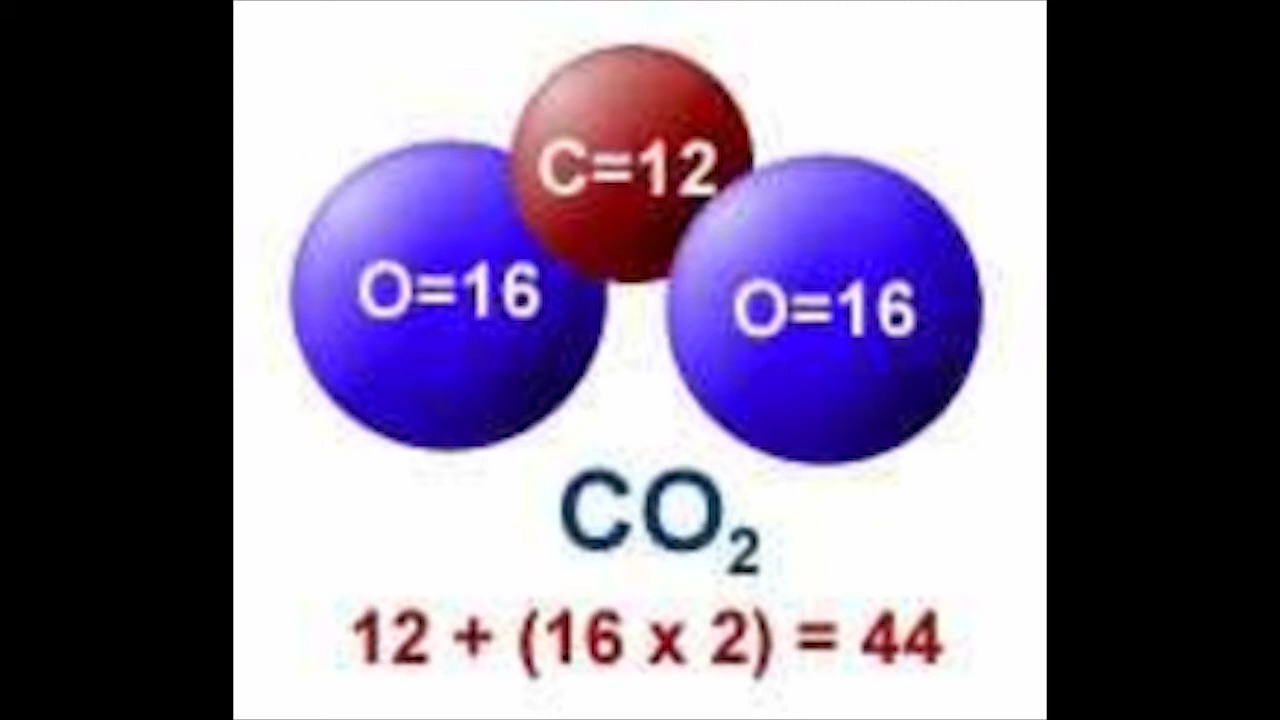 C=12
O=16
O=16
CO₂
12 + (16 x 2) = 44